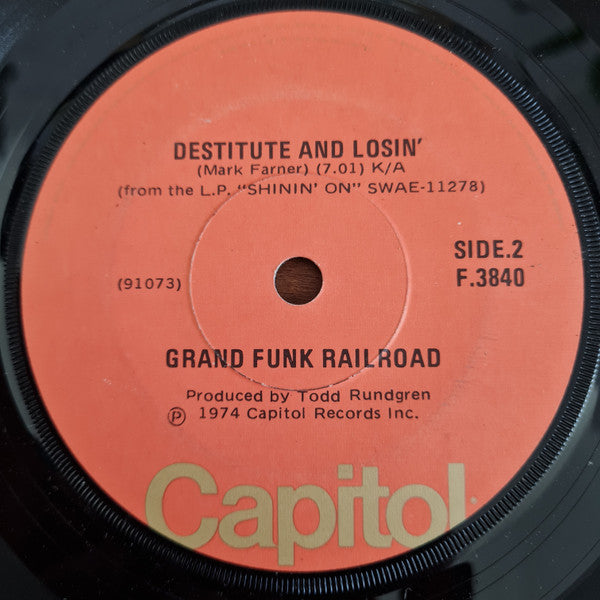 DESTITUTE AND LOSIN'
(Mark Farner) (7.01) K/A
(from the L.P. "SHININ' ON" SWAE-11278)
SIDE.2
(91073) F.3840
GRAND FUNK RAILROAD
Produced by Todd Rundgren
℗ 1974 Capitol Records Inc.
Capitol